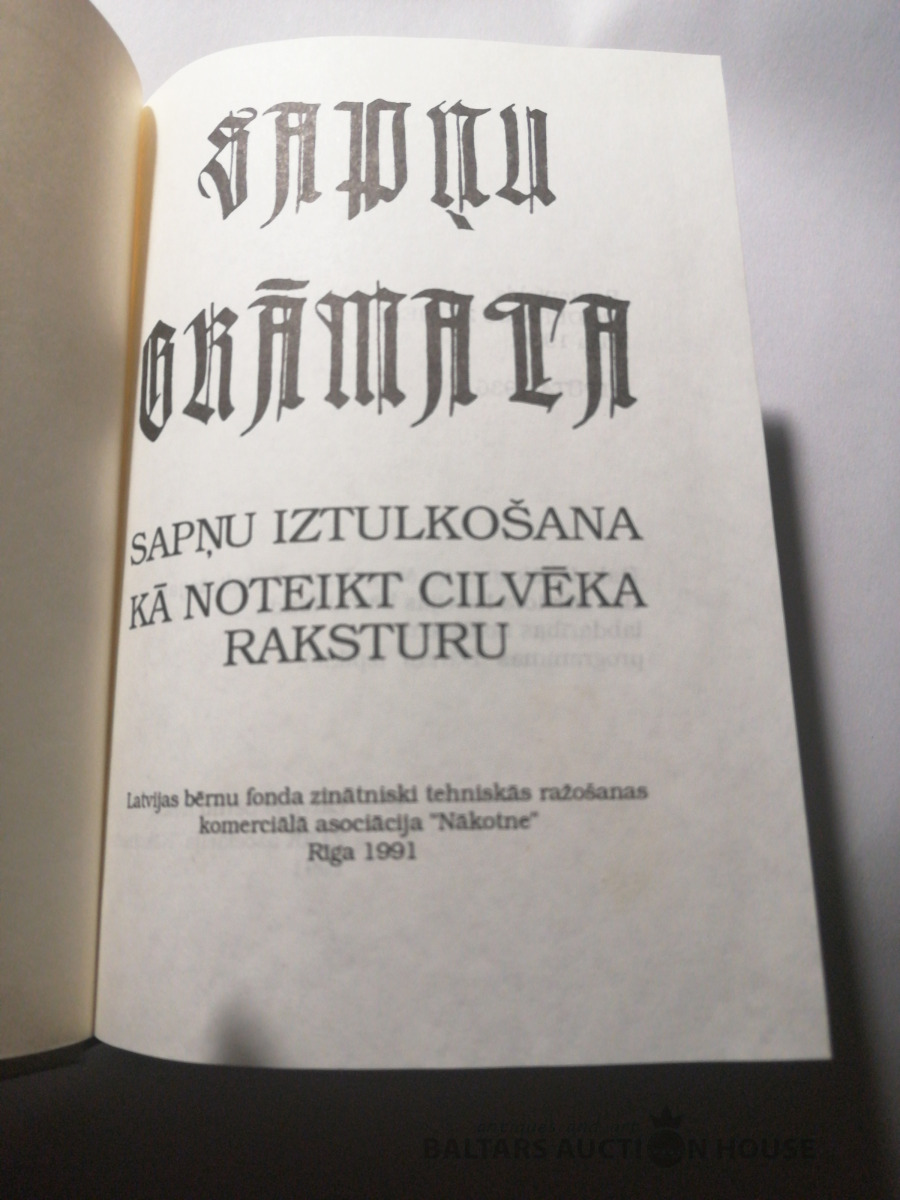 SAPŅU
GRĀMATA
SAPŅU IZTULKOŠANA
KĀ NOTEIKT CILVĒKA
RAKSTURU
Latvijas bērnu fonda zinātniski tehniskās ražošanas
komerciālā asociācija "Nākotne"
Rīga 1991
BALTARS AUCTION HOUSE